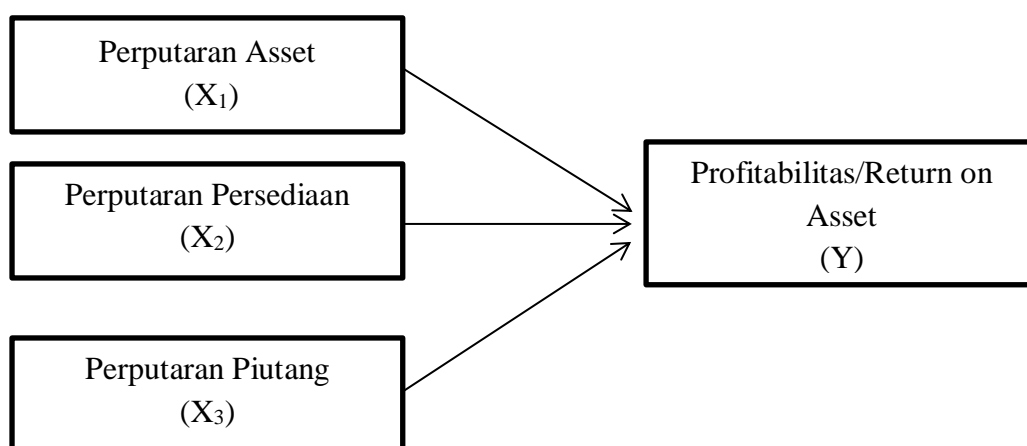 Perputaran Asset
(X₁)
Perputaran Persediaan
(X₂)
Perputaran Piutang
(X₃)
Profitabilitas/Return on
Asset
(Y)